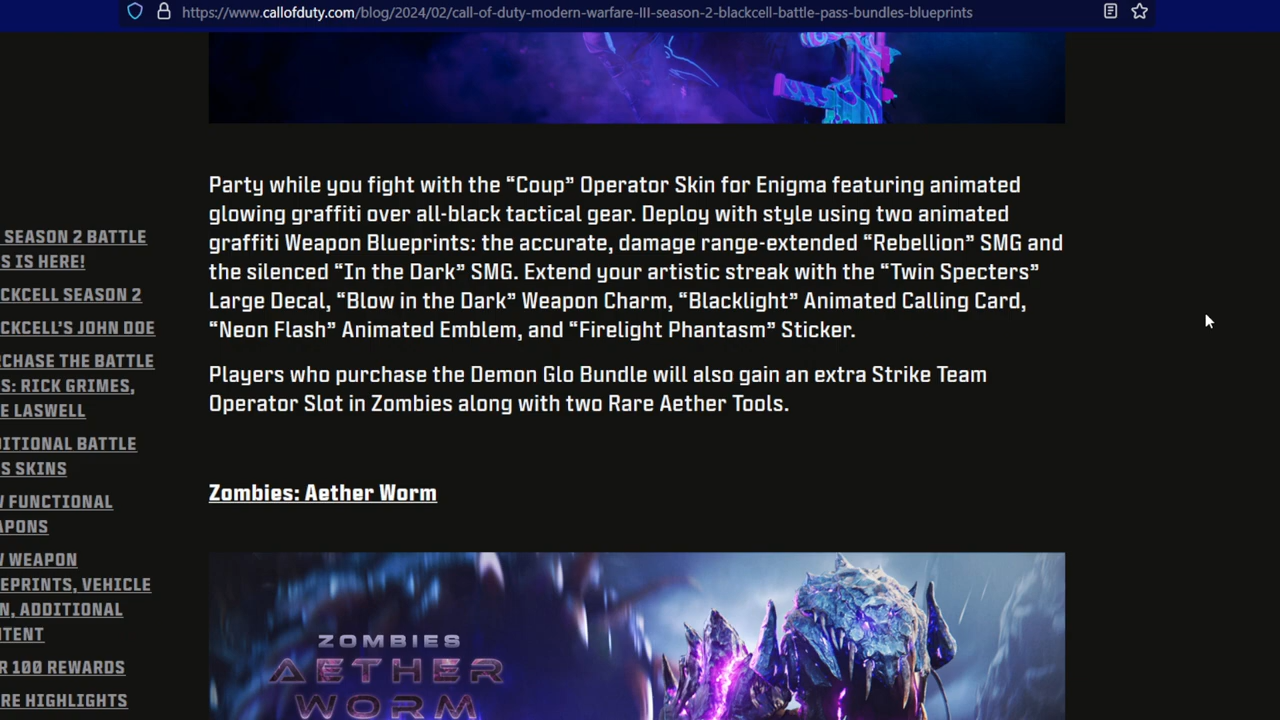 https://www.callofduty.com/blog/2024/02/call-of-duty-modern-warfare-III-season-2-blackcell-battle-pass-bundles-blueprints
Party while you fight with the “Coup” Operator Skin for Enigma featuring animated
glowing graffiti over all-black tactical gear. Deploy with style using two animated
graffiti Weapon Blueprints: the accurate, damage range-extended “Rebellion” SMG and
the silenced “In the Dark” SMG. Extend your artistic streak with the “Twin Specters”
Large Decal, “Blow in the Dark” Weapon Charm, “Blacklight” Animated Calling Card,
“Neon Flash” Animated Emblem, and “Firelight Phantasm” Sticker.
Players who purchase the Demon Glo Bundle will also gain an extra Strike Team
Operator Slot in Zombies along with two Rare Aether Tools.
Zombies: Aether Worm
ZOMBIES
AETHER
WORM
SEASON 2 BATTLE
S IS HERE!
CKCELL SEASON 2
CKCELL'S JOHN DOE
RCHASE THE BATTLE
S: RICK GRIMES,
E LASWELL
DITIONAL BATTLE
S SKINS
W FUNCTIONAL
APONS
W WEAPON
EPRINTS, VEHICLE
N, ADDITIONAL
TENT
R 100 REWARDS
RE HIGHLIGHTS